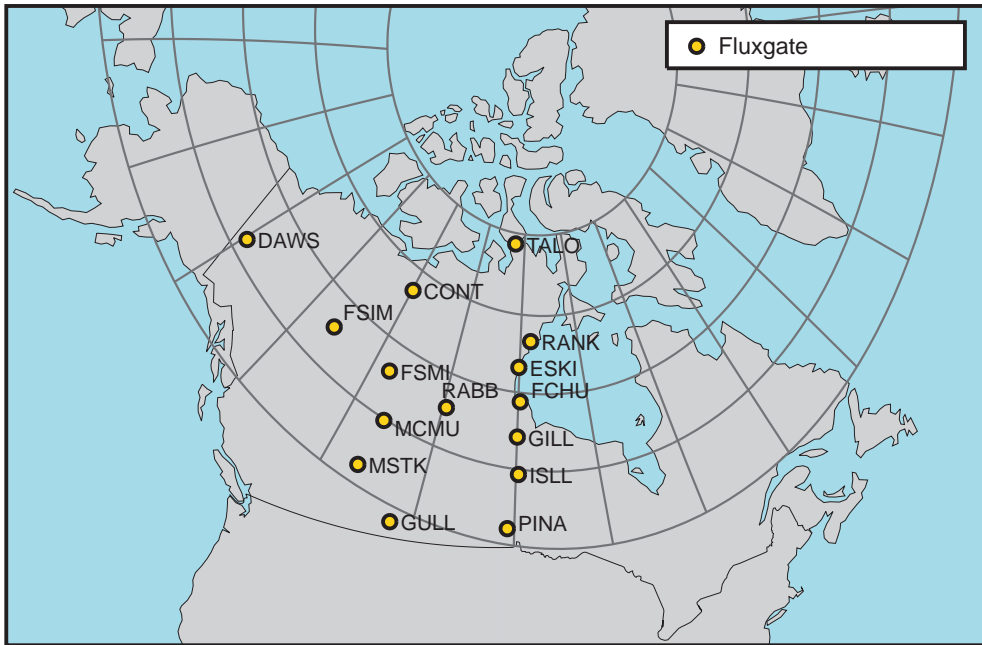 Fluxgate
DAWS
TALO
CONT
FSIM
RANK
ESKI
FSMI
RABB
FCHU
MCMU
GILL
MSTK
ISLL
GULL
PINA